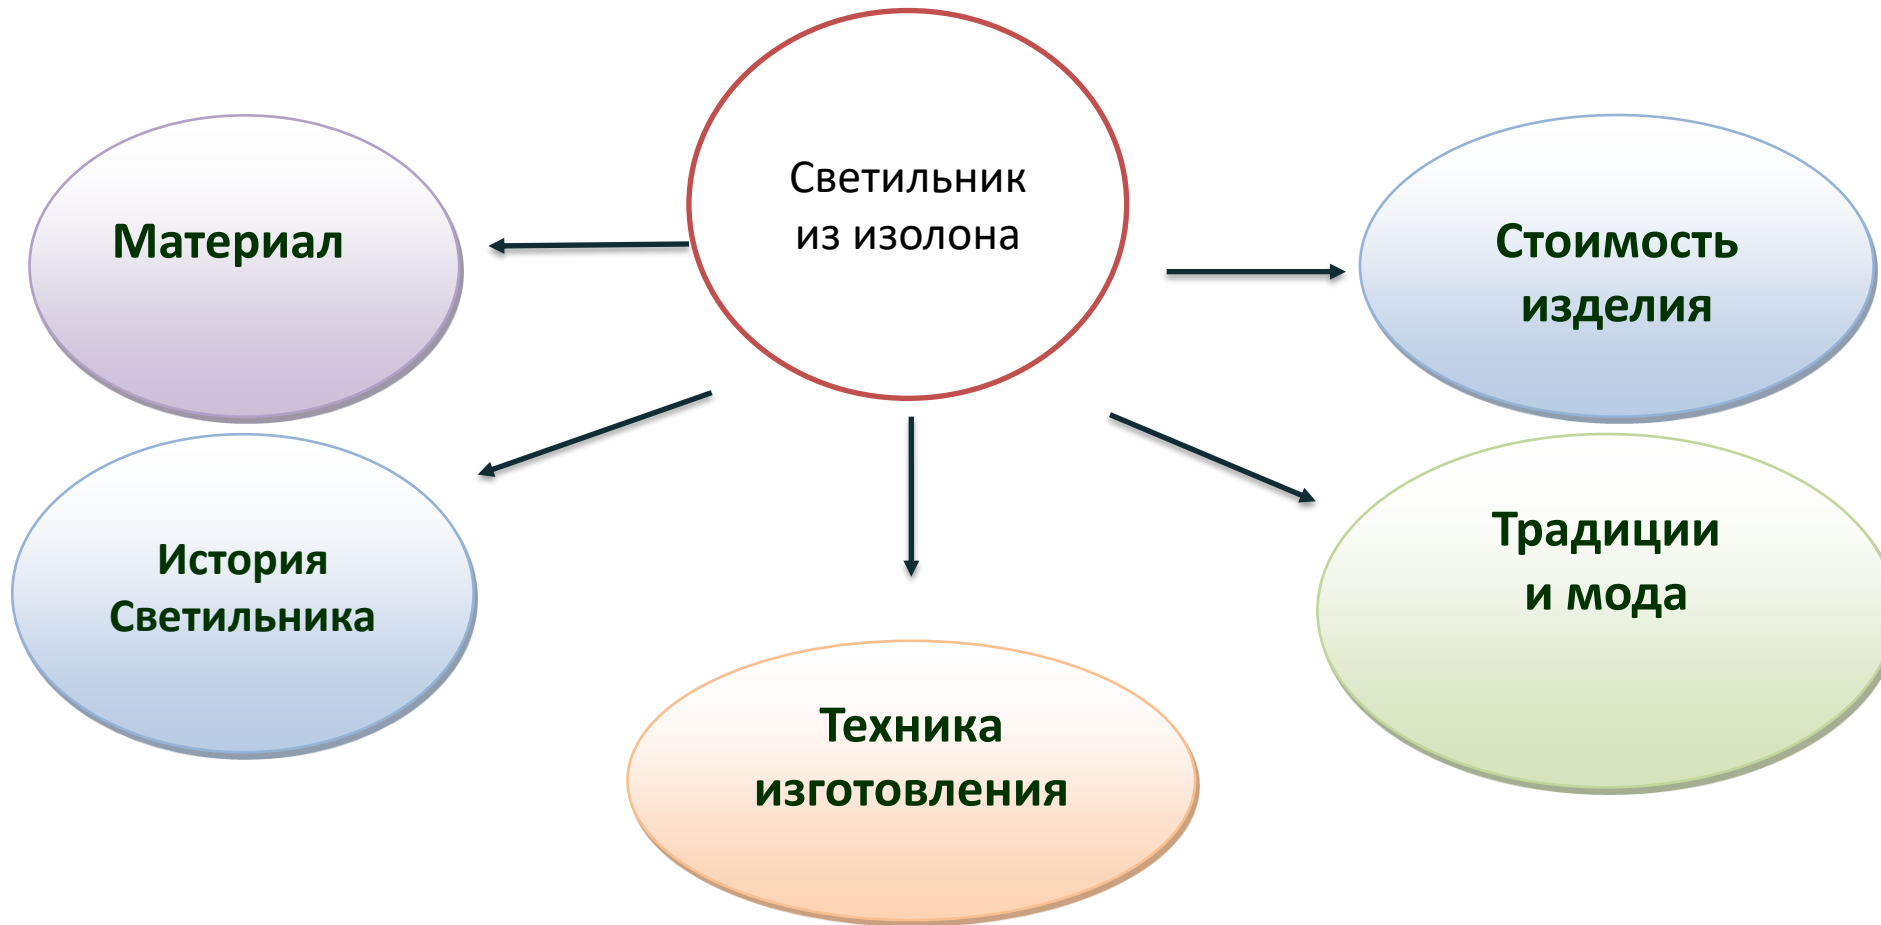 Светильник
из изолона
Материал
Стоимость
изделия
История
Светильника
Традиции
и мода
Техника
изготовления